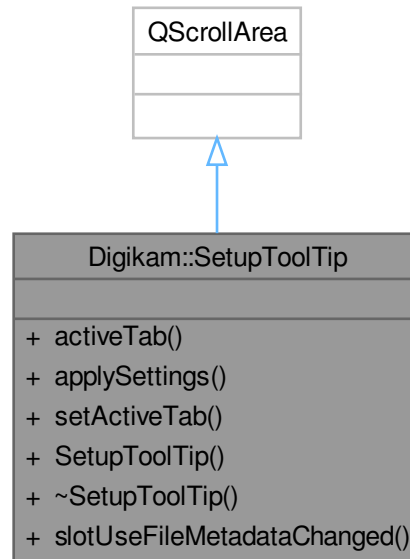 QScrollArea
Digikam::SetupToolTip
+ activeTab()
+ applySettings()
+ setActiveTab()
+ SetupToolTip()
+ ~SetupToolTip()
+ slotUseFileMetadataChanged()